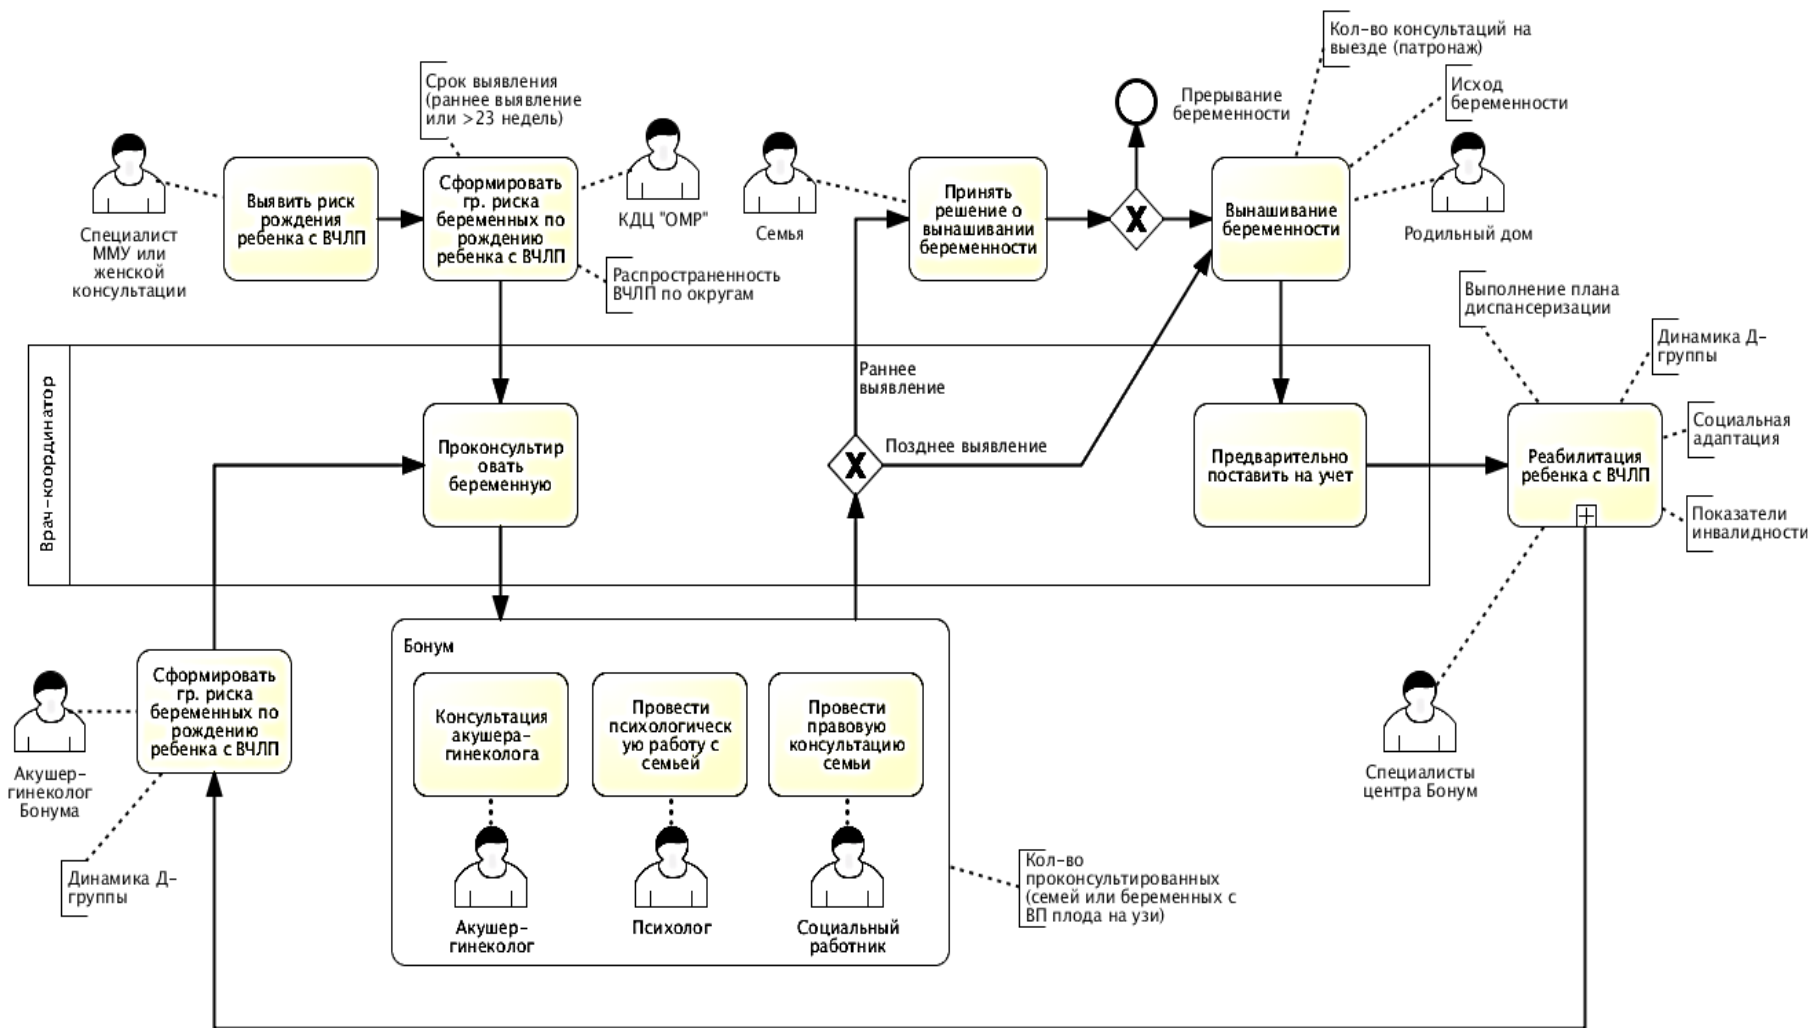 Кол-во консультаций на
выезде (патронаж)
Срок выявления
(раннее выявление
или >23 недель)
Прерывание
беременности
Исход
беременности
Специалист
ММУ или
женской
консультации
Выявить риск
рождения
ребенка с ВЧЛП
Сформировать
гр. риска
беременных по
рождению
ребенка с ВЧЛП
КДЦ "ОМР"
Распространенность
ВЧЛП по округам
Семья
Принять
решение о
вынашивании
беременности
X
Вынашивание
беременности
Родильный дом
Выполнение плана
диспансеризации
Динамика Д-
группы
Врач-координатор
Проконсультир
овать
беременную
Раннее
выявление
X
Позднее выявление
Предварительно
поставить на учет
Реабилитация
ребенка с ВЧЛП
Социальная
адаптация
Показатели
инвалидности
Акушер-
гинеколог
Бонума
Сформировать
гр. риска
беременных по
рождению
ребенка с ВЧЛП
Динамика Д-
группы
Бонум
Консультация
акушера-
гинеколога
Провести
психологическ
ую работу с
семьей
Провести
правовую
консультацию
семьи
Акушер-
гинеколог
Психолог
Социальный
работник
Кол-во
проконсультированных
(семей или беременных с
ВП плода на узи)
Специалисты
центра Бонум